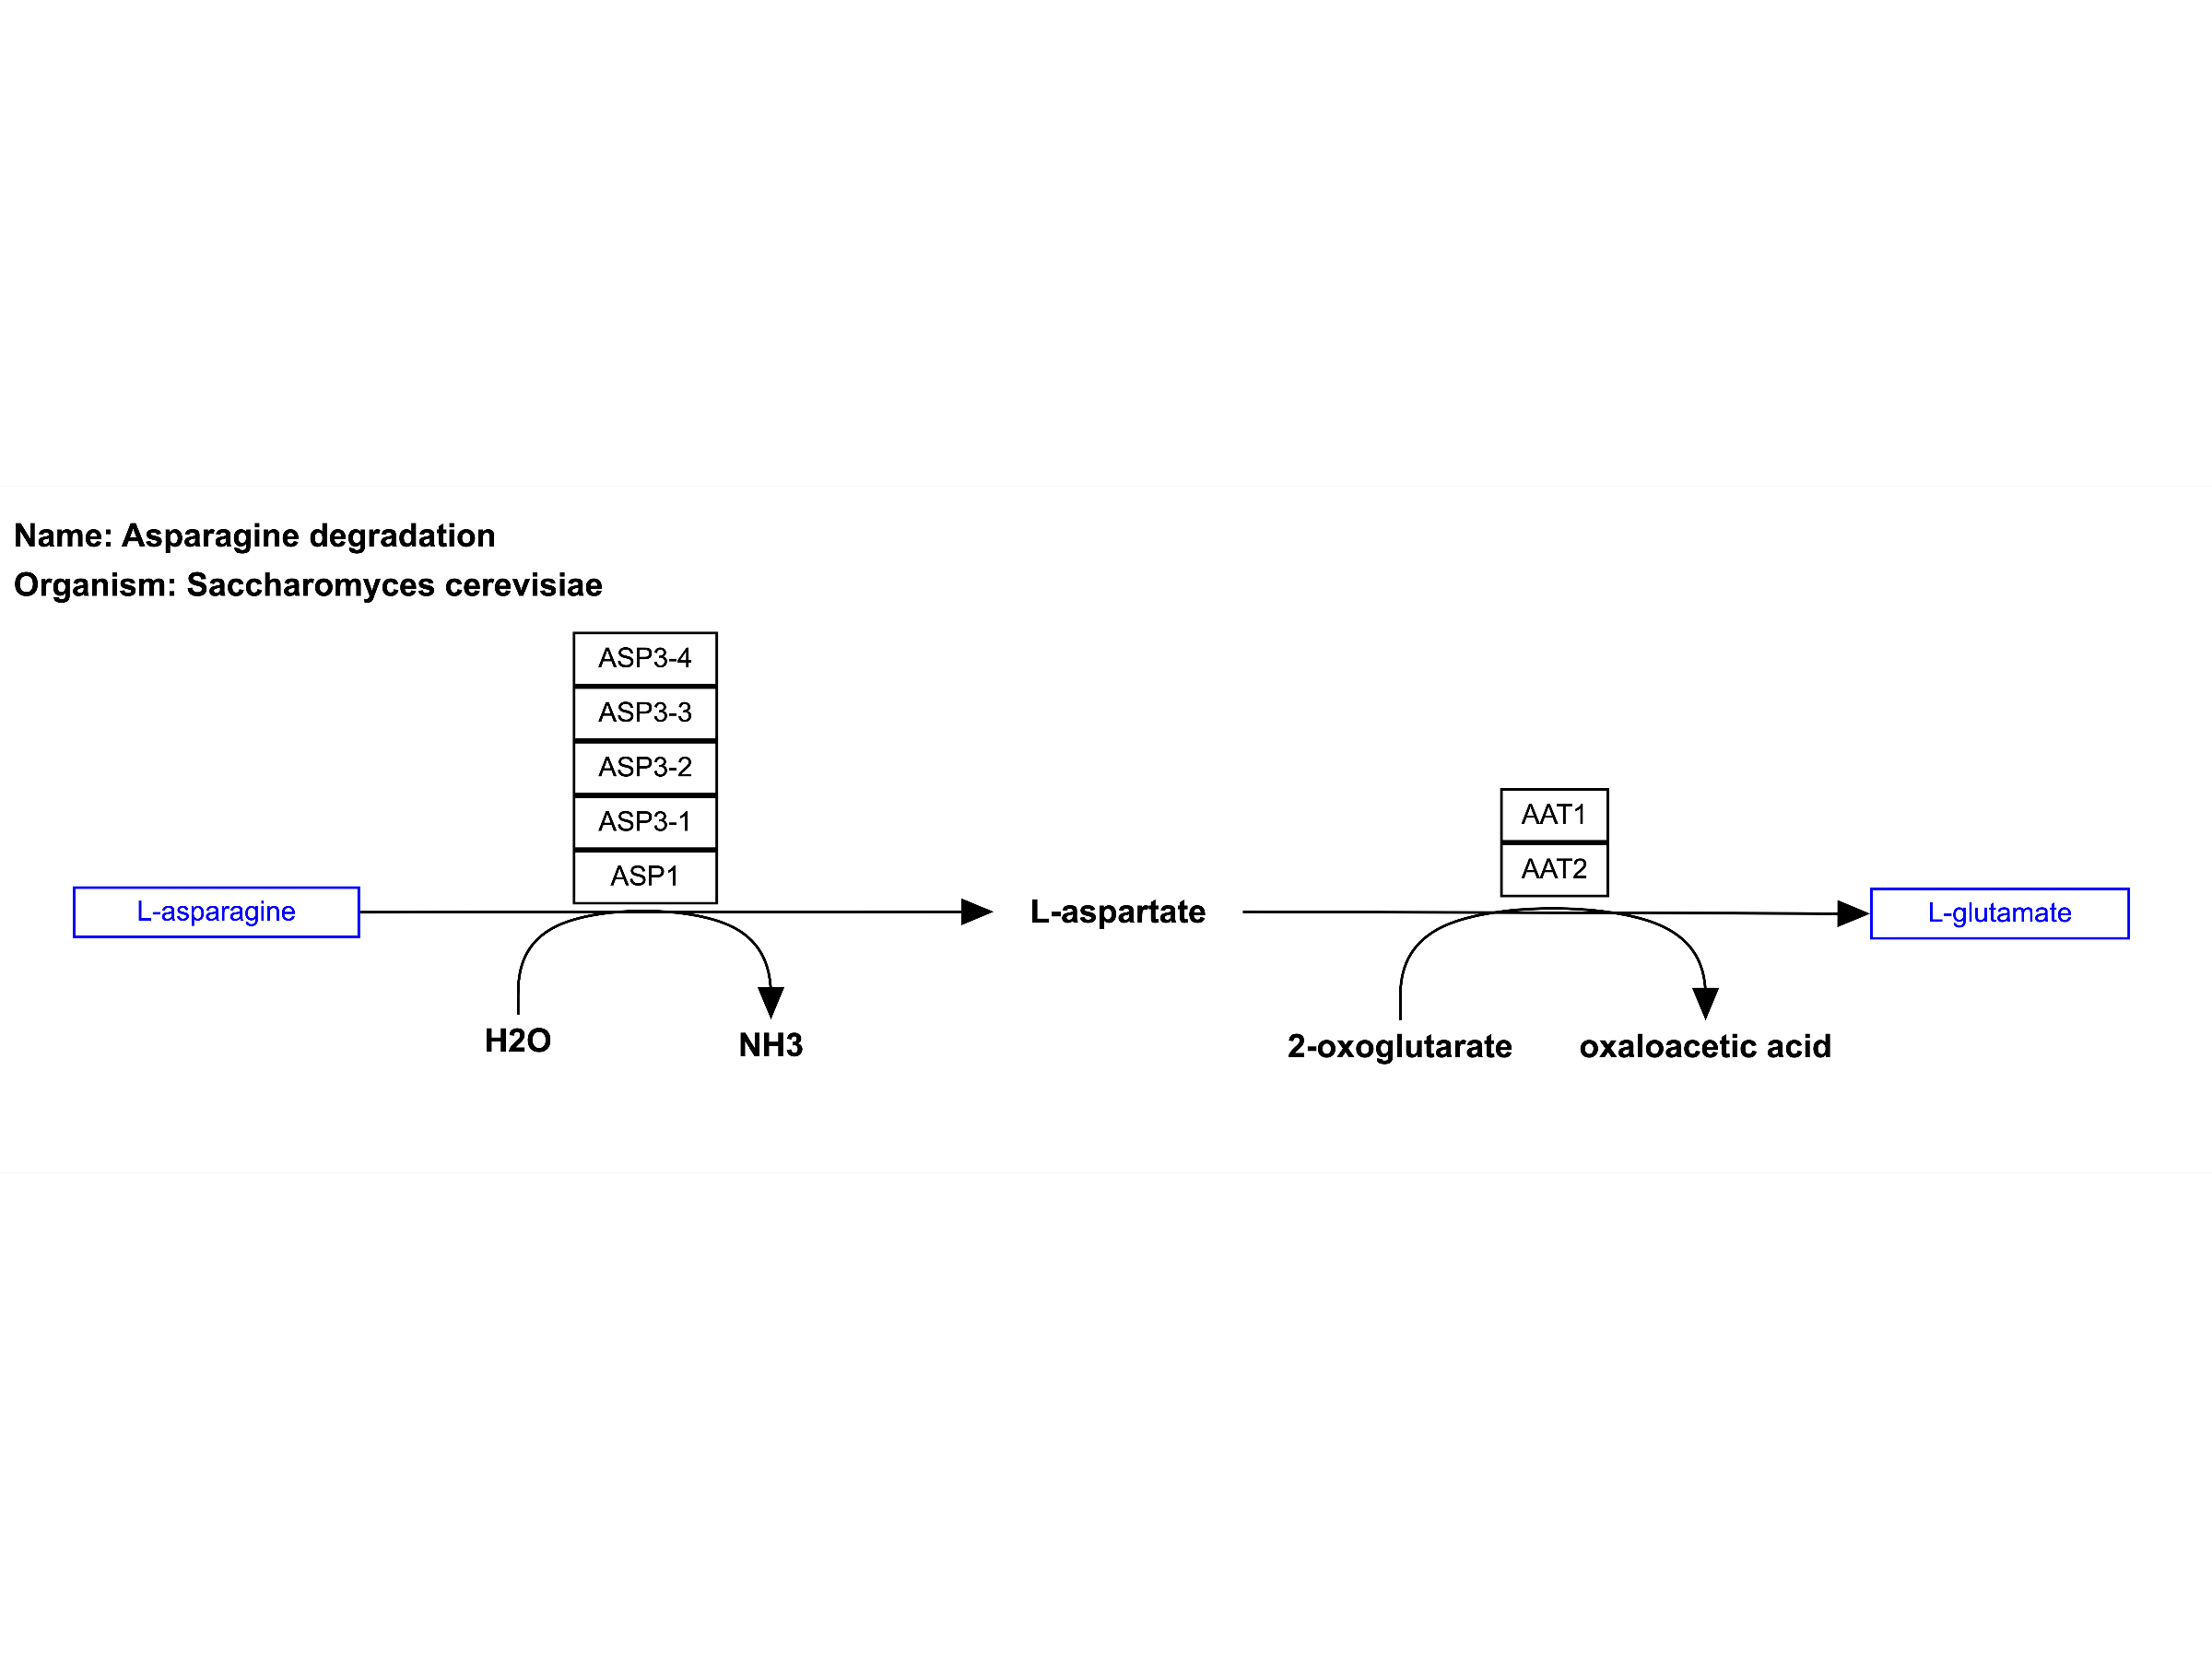 Name: Asparagine degradation
Organism: Saccharomyces cerevisiae
ASP3-4
ASP3-3
ASP3-2
ASP3-1
ASP1
AAT1
AAT2
L-asparagine
L-aspartate
L-glutamate
H2O
NH3
2-oxoglutarate
oxaloacetic acid